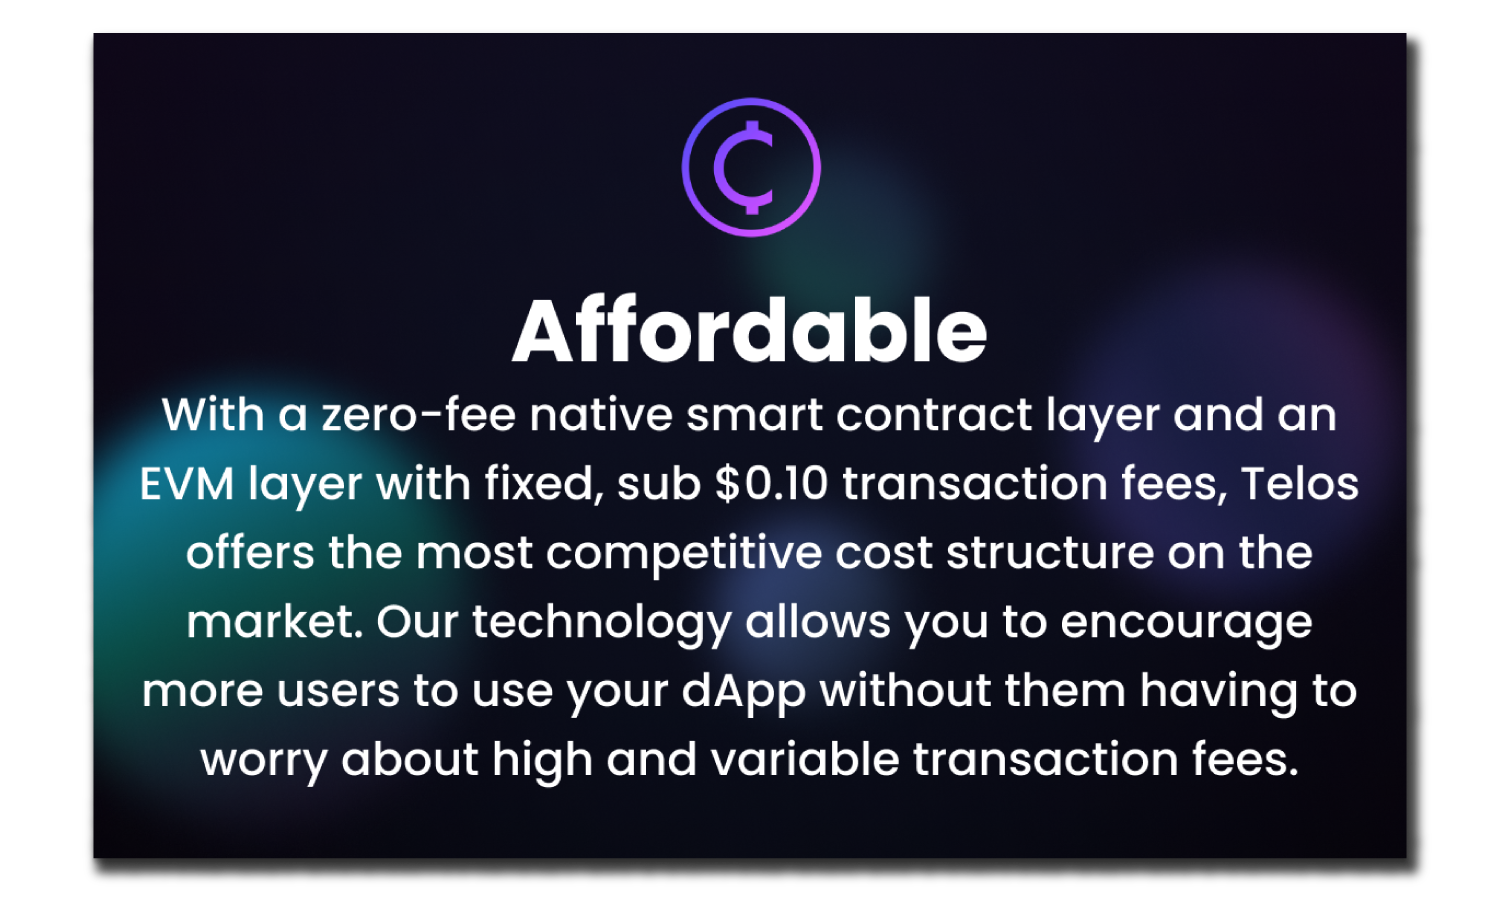 Affordable
With a zero-fee native smart contract layer and an
EVM layer with fixed, sub $0.10 transaction fees, Telos
offers the most competitive cost structure on the
market. Our technology allows you to encourage
more users to use your dApp without them having to
worry about high and variable transaction fees.